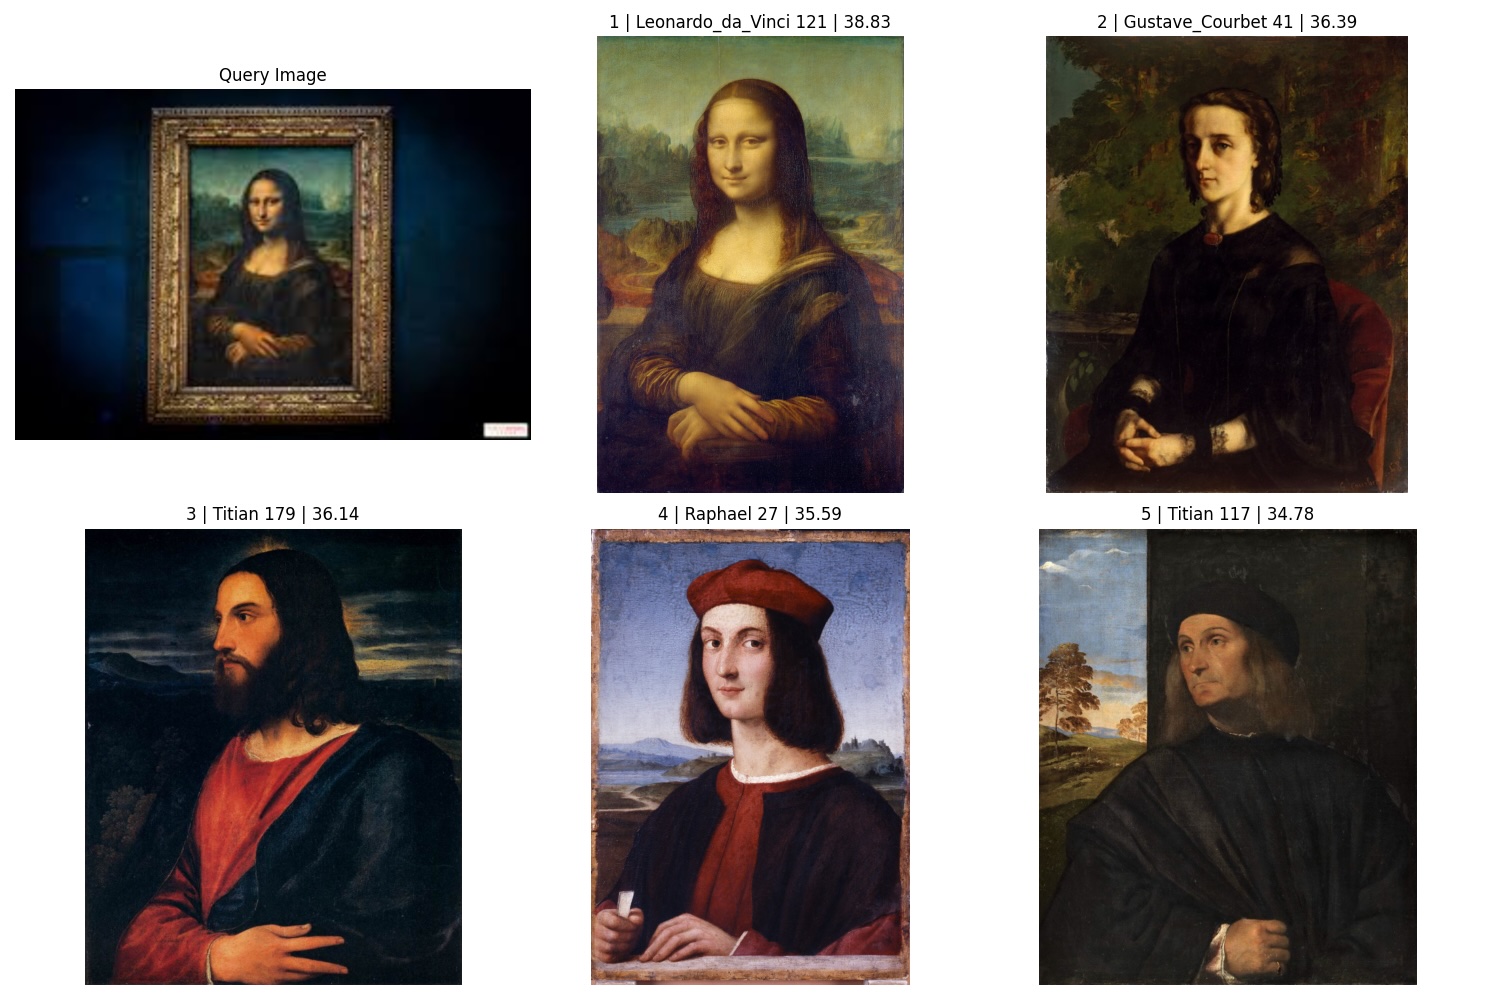 1 | Leonardo_da_Vinci 121 | 38.83
2 | Gustave_Courbet 41 | 36.39
Query Image
3 | Titian 179 | 36.14
4 | Raphael 27 | 35.59
5 | Titian 117 | 34.78